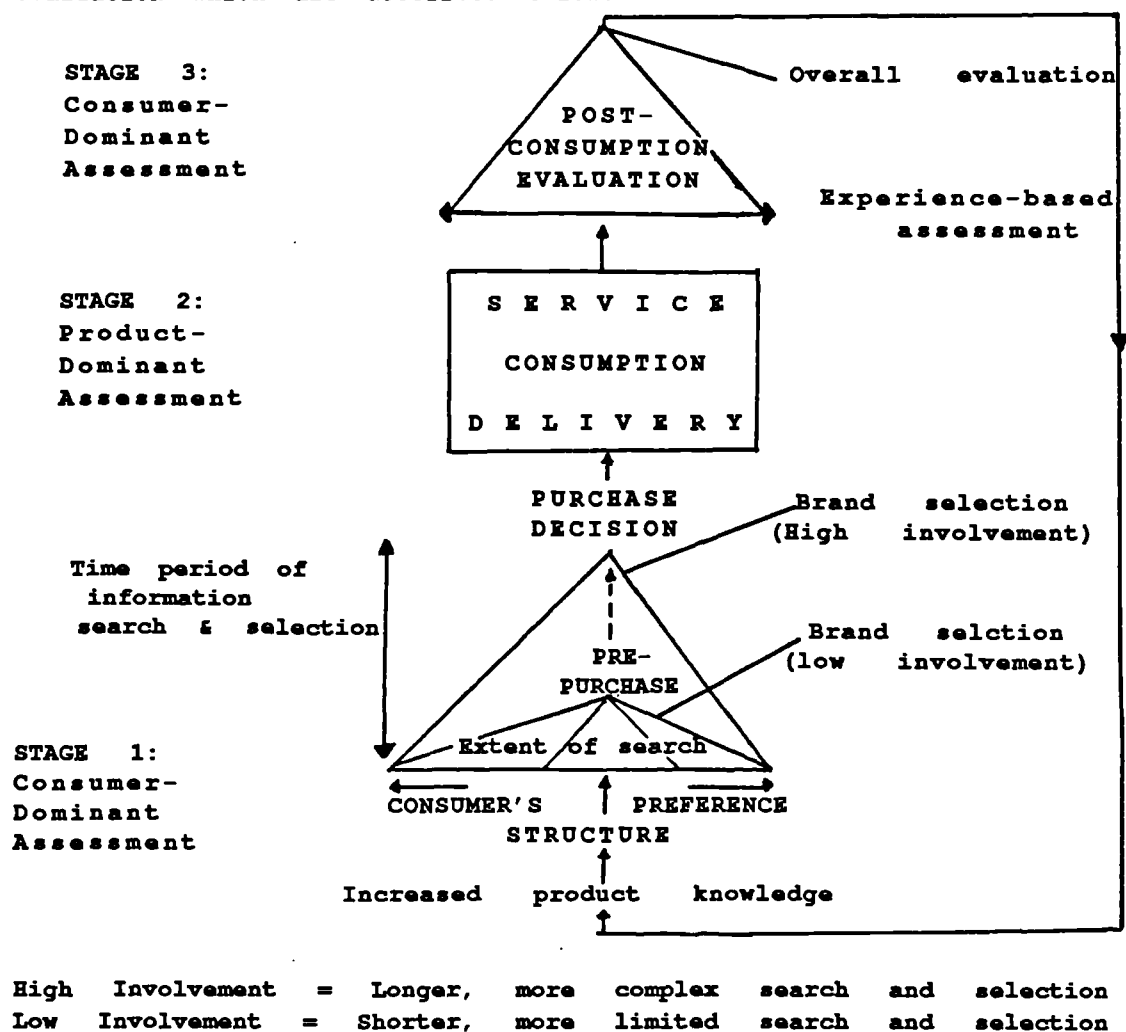 STAGE 3:
Consumer-
Dominant
Assessment
Overall evaluation
POST-
CONSUMPTION
EVALUATION
Experience-based
assessment
STAGE 2:
Product-
Dominant
Assessment
SERVICE
CONSUMPTION
DELIVERY
PURCHASE
DECISION
Brand selection
(High involvement)
Time period of
information
search & selection
Brand selction
(low involvement)
PRE-
PURCHASE
Extent of search
STAGE 1:
Consumer-
Dominant
Assessment
CONSUMER'S PREFERENCE
STRUCTURE
Increased product knowledge
High Involvement = Longer, more complex search and selection
Low Involvement = Shorter, more limited search and selection